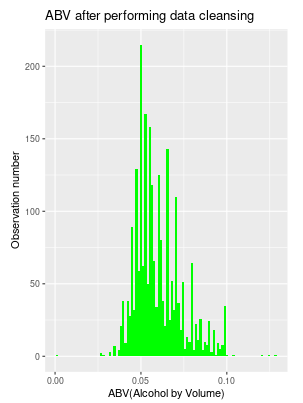 ABV after performing data cleansing
200
150
100
50
0
Observation number
0.00 0.05 0.10
ABV(Alcohol by Volume)